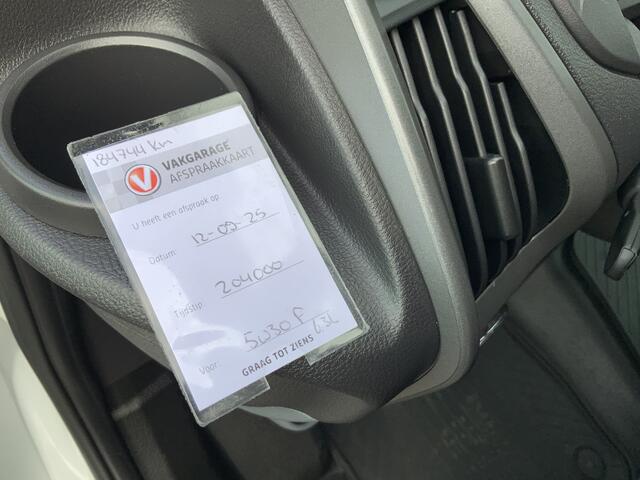 184744 Km
VAKGARAGE
AFSPRAAKKAART
U heeft een afspraak op
Datum: 12-09-25
Tijdstip: 204000
Voor: 5W30 F 6.3L
GRAAG TOT ZIENS